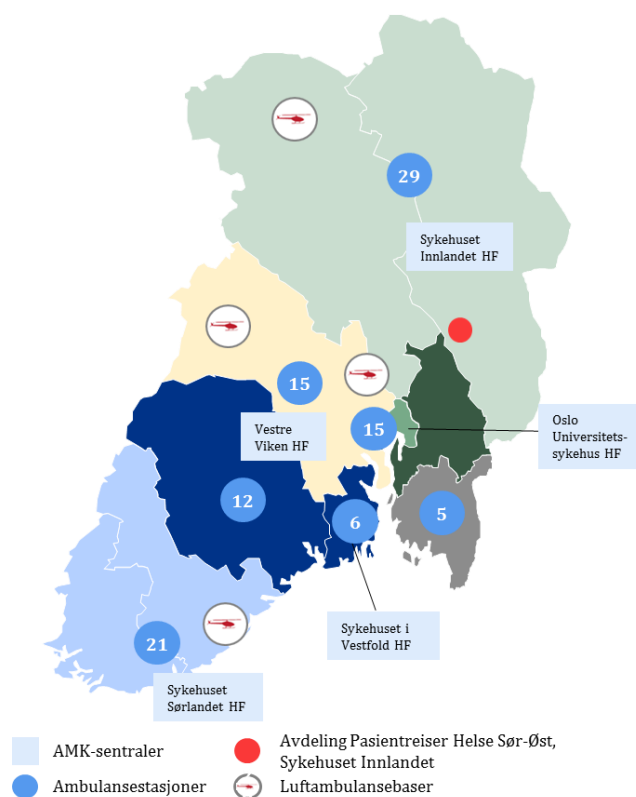 29
Sykehuset
Innlandet HF
15
Vestre
Viken HF
15
Oslo
Universitets-
sykehus HF
12
6
5
Sykehuset i
Vestfold HF
21
Sykehuset
Sørlandet HF
AMK-sentraler
Avdeling Pasientreiser Helse Sør-Øst,
Sykehuset Innlandet
Ambulansestasjoner
Luftambulansebaser